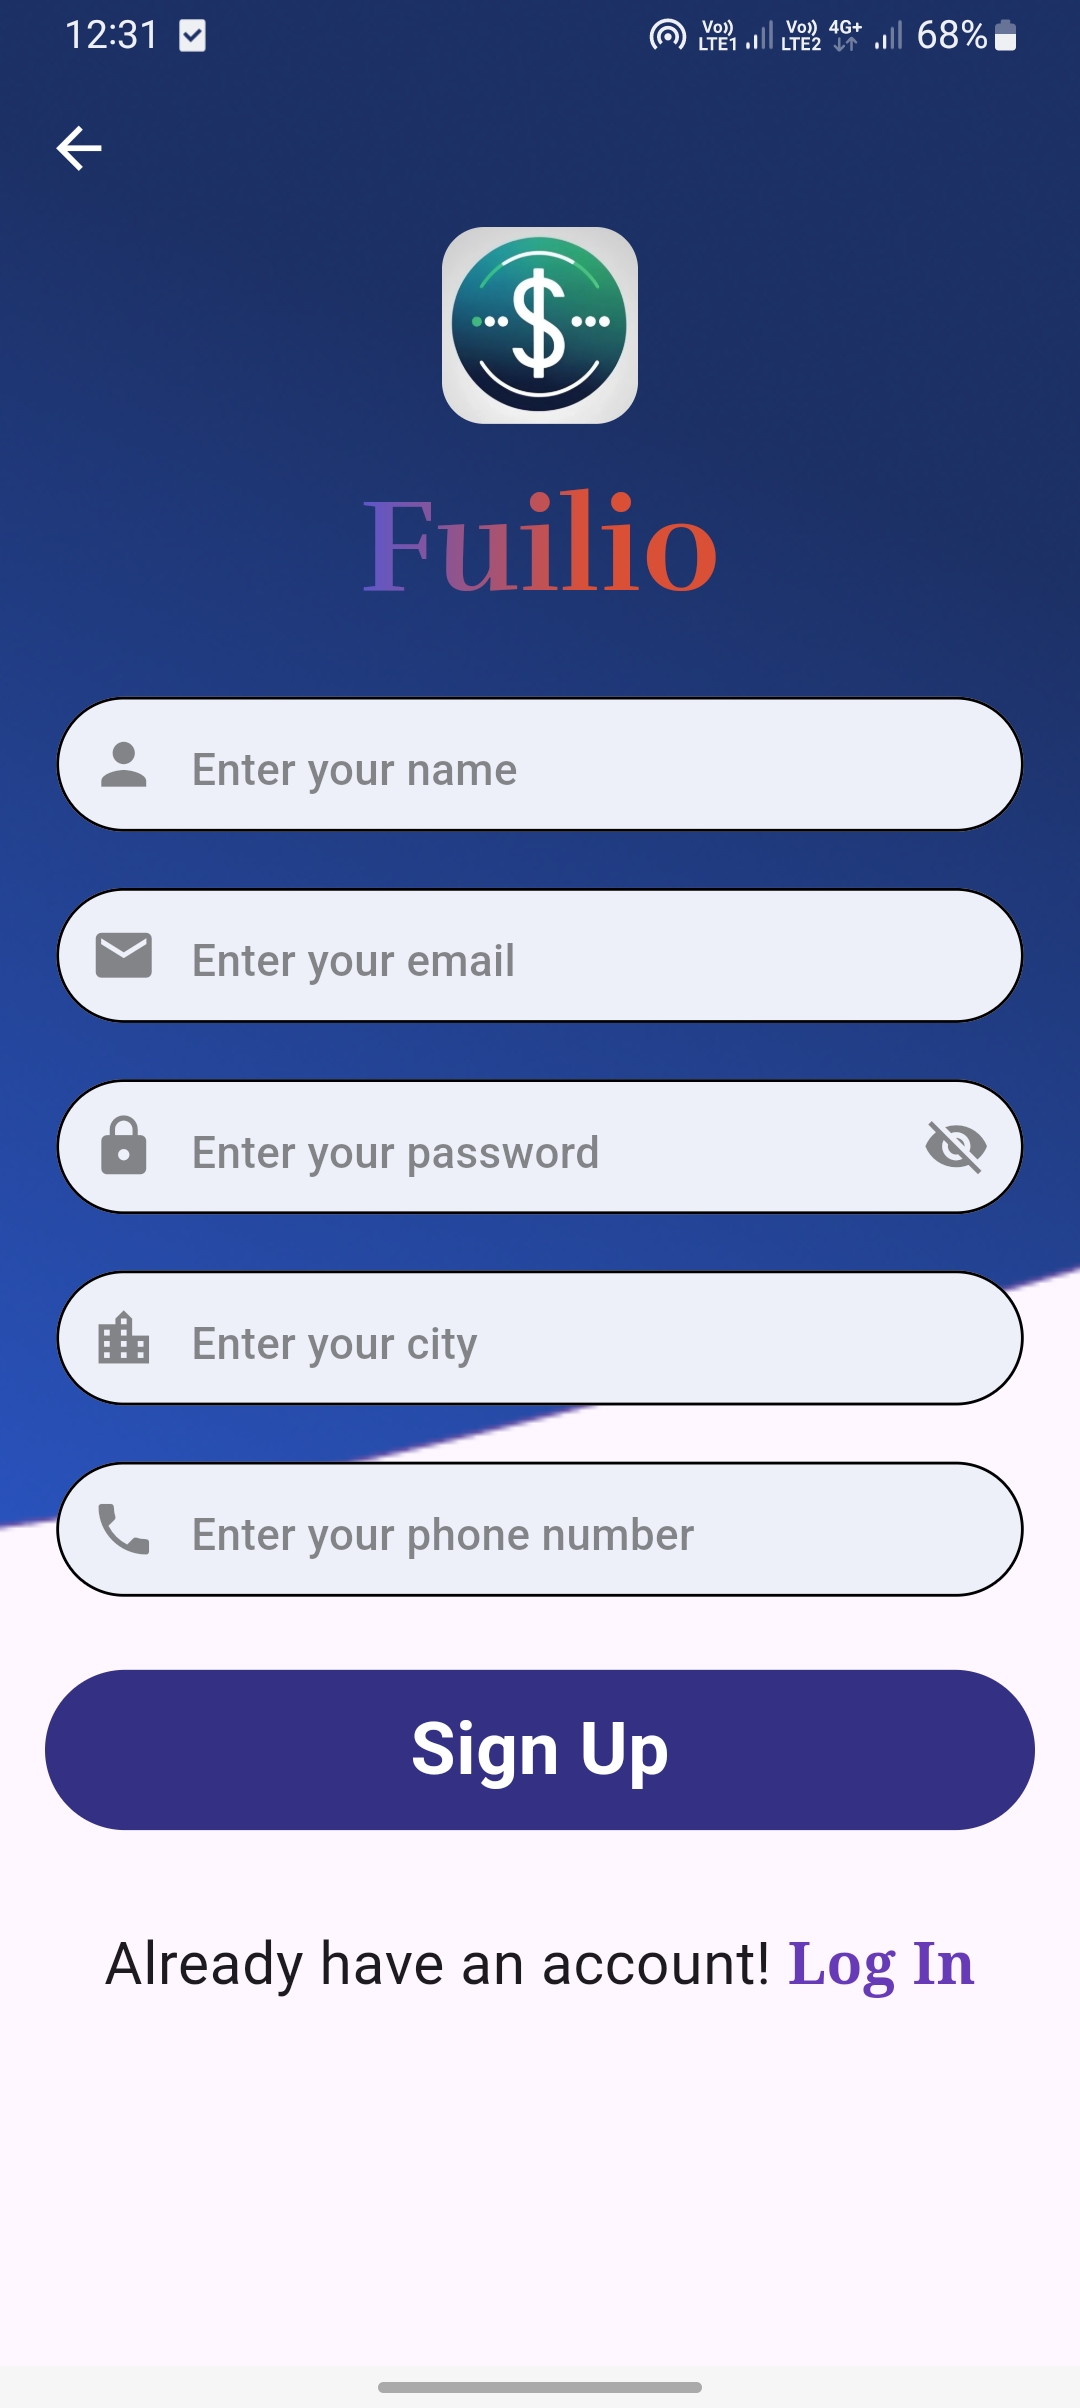 12:31 Vo)) LTE1 Vo)) LTE2 4G+ 68%
$
Fuilio
Enter your name
Enter your email
Enter your password
Enter your city
Enter your phone number
Sign Up
Already have an account! Log In